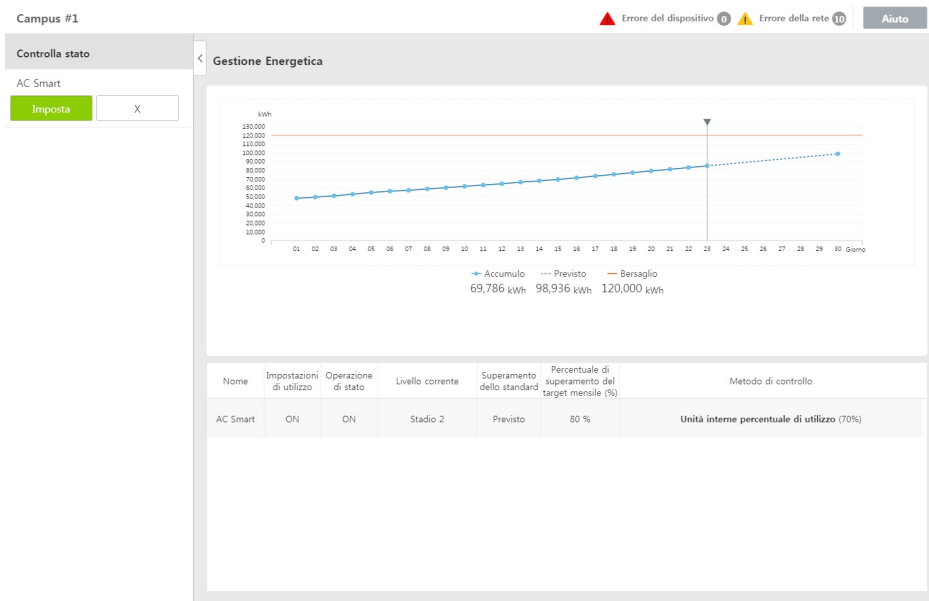 Campus #1
Errore del dispositivo 0
Errore della rete 10
Aiuto
Controlla stato
<
Gestione Energetica
AC Smart
Imposta
X
kWh
130,000
120,000
110,000
100,000
90,000
80,000
70,000
60,000
50,000
40,000
30,000
20,000
10,000
0
01 02 03 04 05 06 07 08 09 10 11 12 13 14 15 16 17 18 19 20 21 22 23 24 25 26 27 28 29 30 Giorno
Accumulo Previsto Bersaglio
69,786 kWh 98,936 kWh 120,000 kWh
Nome
Impostazioni
di utilizzo
Operazione
di stato
Livello corrente
Superamento
dello standard
Percentuale di
superamento del
target mensile (%)
Metodo di controllo
AC Smart ON ON Stadio 2 Previsto 80 % Unità interne percentuale di utilizzo (70%)